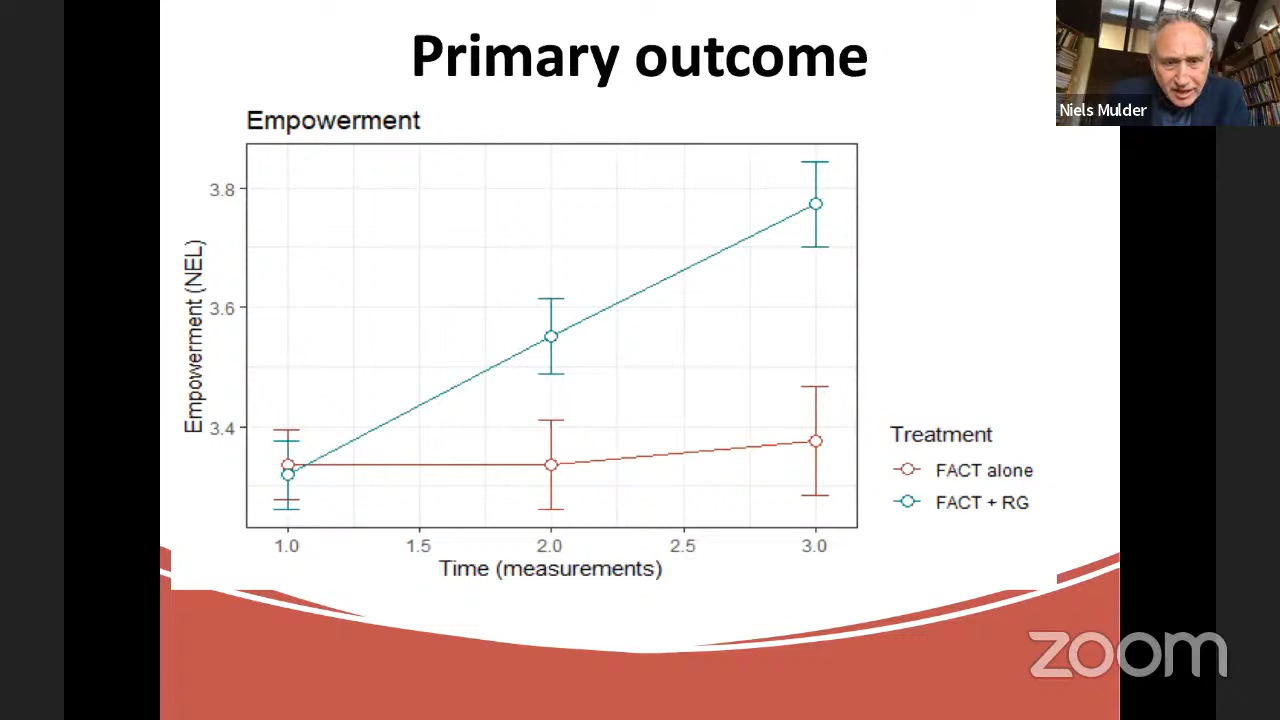 Primary outcome
Niels Mulder
Empowerment
Empowerment (NEL)
3.8
3.6
3.4
1.0 1.5 2.0 2.5 3.0
Time (measurements)
Treatment
FACT alone
FACT + RG
zoom